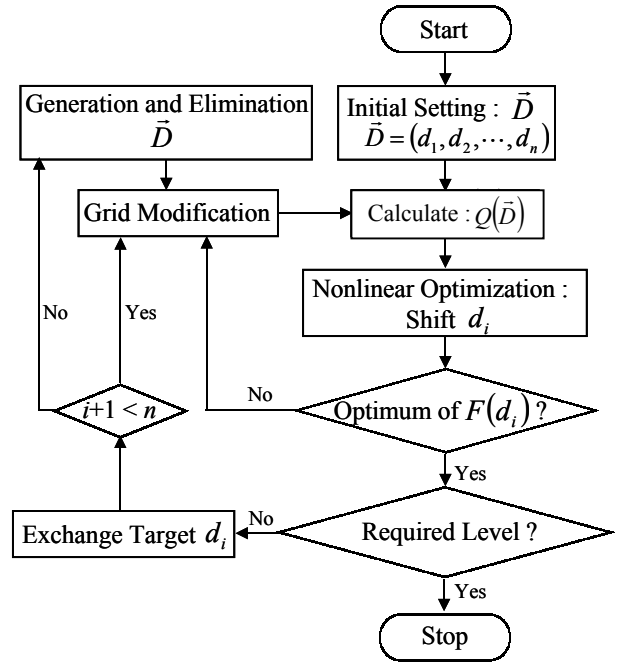 Start
Generation and Elimination
D⃗
Initial Setting : D⃗
D⃗ = (d₁, d₂, ⋯, dₙ)
Grid Modification
Calculate : Q(D⃗)
Nonlinear Optimization :
Shift dᵢ
No
Yes
i+1 < n
No
Optimum of F(dᵢ) ?
Yes
Exchange Target dᵢ
No
Required Level ?
Yes
Stop